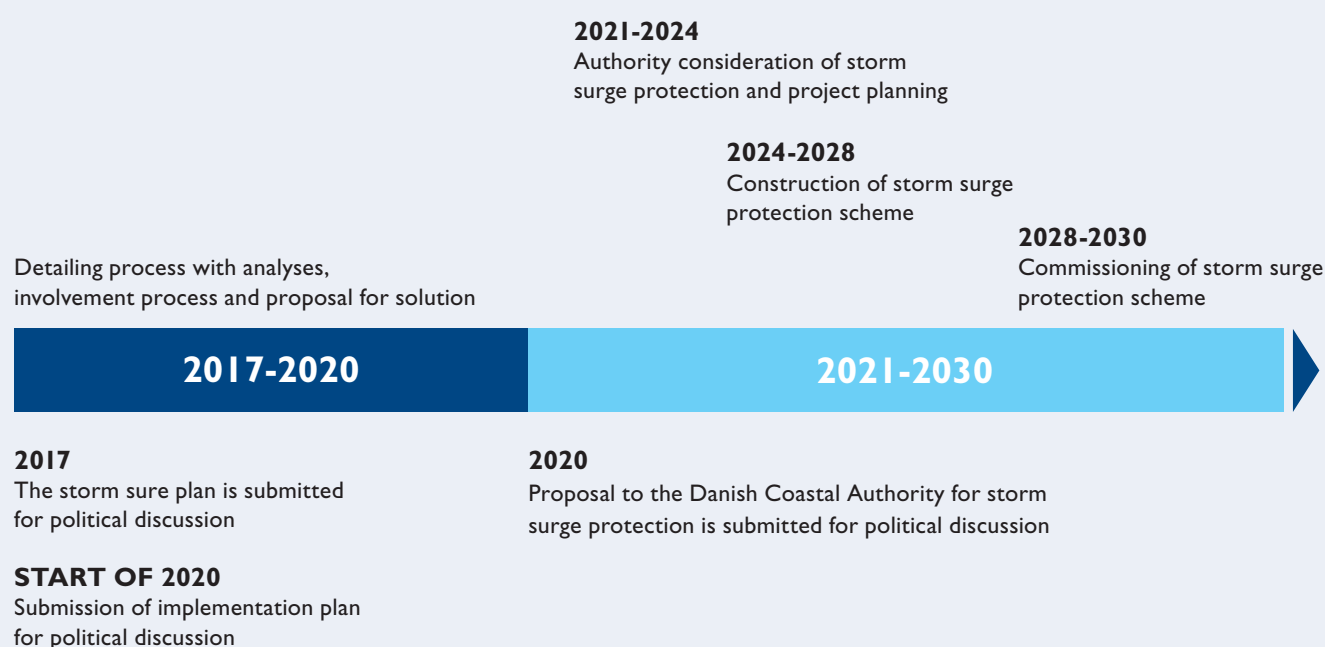 2021-2024
Authority consideration of storm
surge protection and project planning
2024-2028
Construction of storm surge
protection scheme
2028-2030
Commissioning of storm surge
protection scheme
Detailing process with analyses,
involvement process and proposal for solution
2017-2020
2021-2030
2017
The storm sure plan is submitted
for political discussion
START OF 2020
Submission of implementation plan
for political discussion
2020
Proposal to the Danish Coastal Authority for storm
surge protection is submitted for political discussion